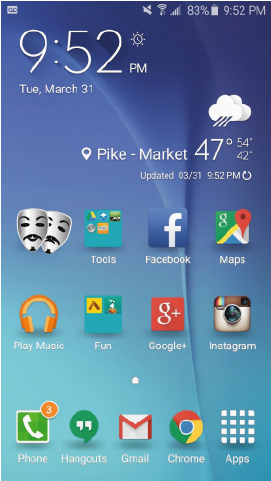 83% 9:52 PM
9:52 PM
Tue, March 31
Pike - Market 47° 54°
42°
Updated 03/31 9:52 PM
Tools Facebook Maps
g+
Play Music Fun Google+ Instagram
3
Phone Hangouts Gmail Chrome Apps